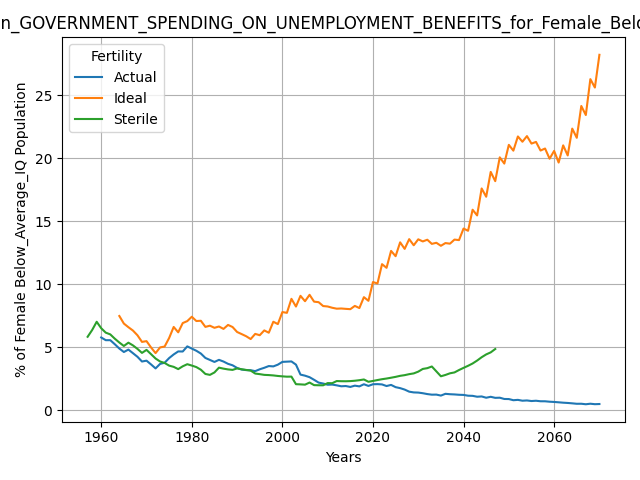 n_GOVERNMENT_SPENDING_ON_UNEMPLOYMENT_BENEFITS_for_Female_Belo
Fertility
Actual
Ideal
Sterile
% of Female Below_Average_IQ Population
25
20
15
10
5
0
1960 1980 2000 2020 2040 2060
Years